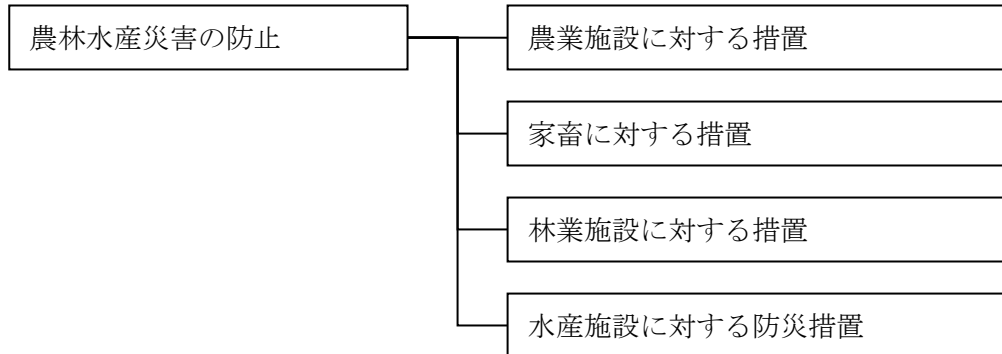 農林水産災害の防止
農業施設に対する措置
家畜に対する措置
林業施設に対する措置
水産施設に対する防災措置